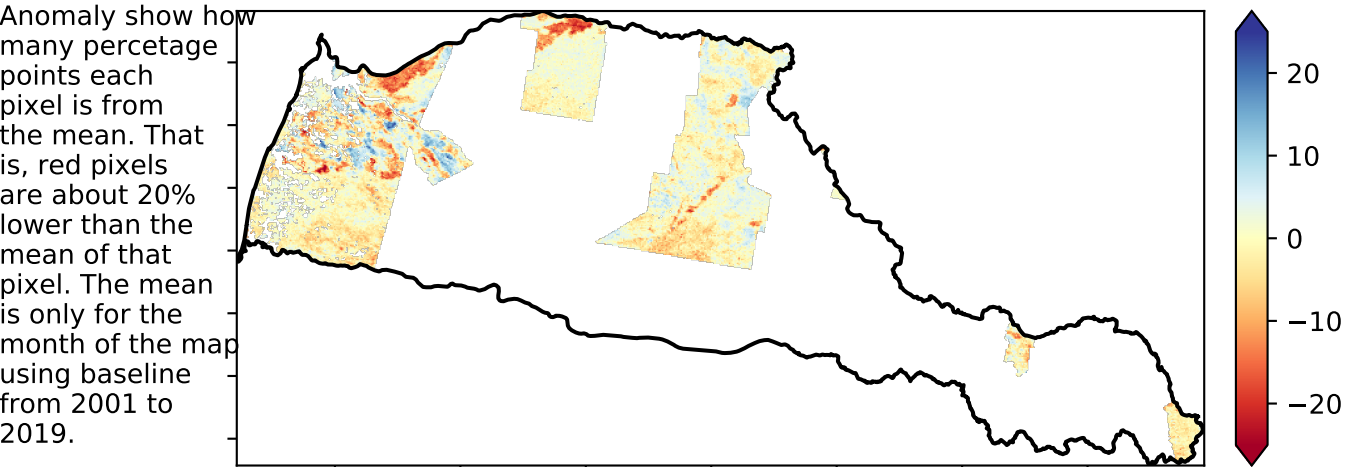 Anomaly show how
many percetage
points each
pixel is from
the mean. That
is, red pixels
are about 20%
lower than the
mean of that
pixel. The mean
is only for the
month of the map
using baseline
from 2001 to
2019.
20
10
0
−10
−20